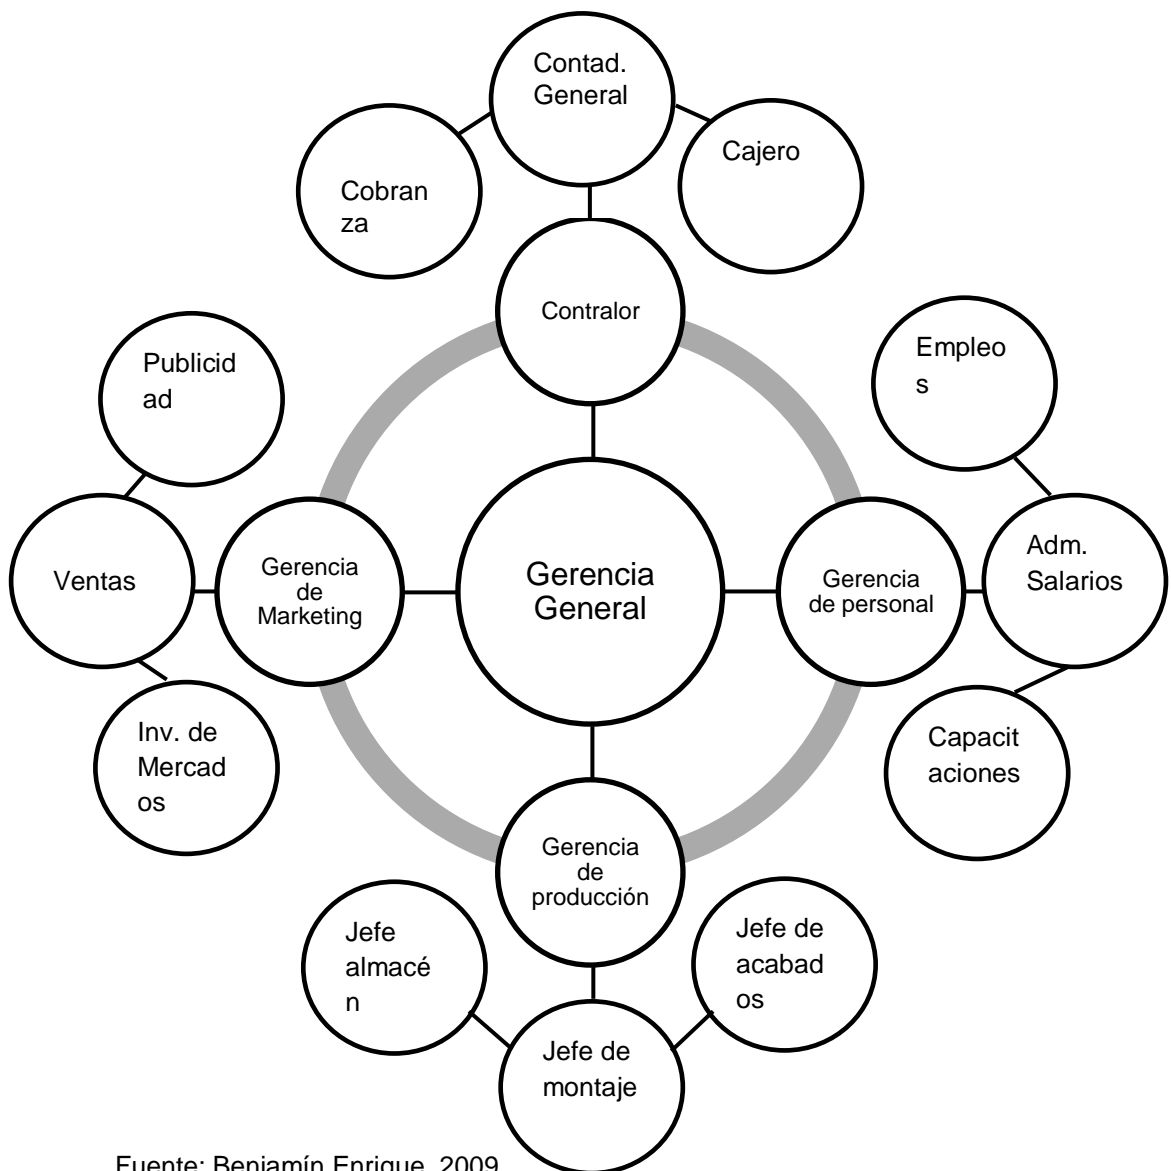 Contad.
General
Cajero
Cobran
za
Contralor
Publicid
ad
Empleo
s
Ventas
Gerencia
de
Marketing
Gerencia
General
Gerencia
de personal
Adm.
Salarios
Inv. de
Mercad
os
Capacit
aciones
Gerencia
de
producción
Jefe
almacé
n
Jefe de
acabad
os
Jefe de
montaje
Fuente: Benjamín Enrique, 2009